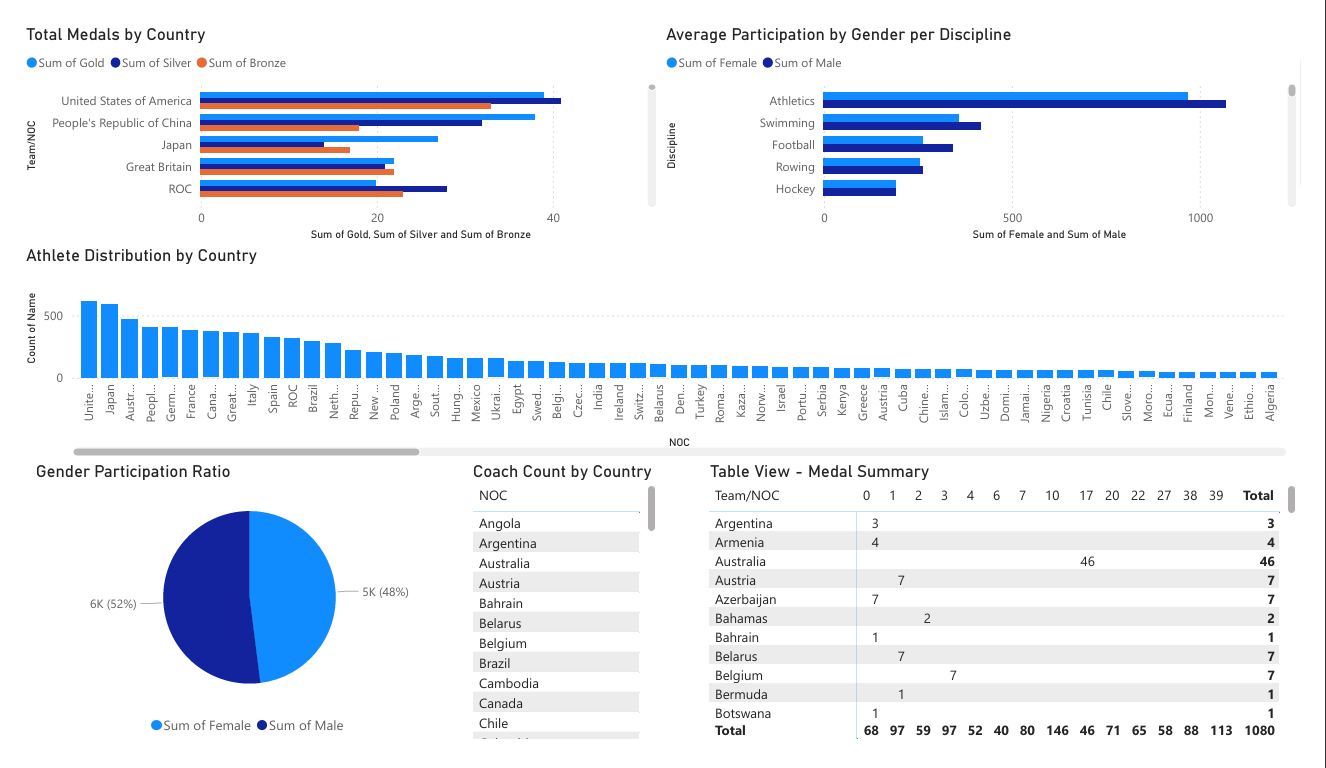 Total Medals by Country
Sum of Gold Sum of Silver Sum of Bronze
Team/NOC
United States of America
People's Republic of China
Japan
Great Britain
ROC
0 20 40
Sum of Gold, Sum of Silver and Sum of Bronze
Average Participation by Gender per Discipline
Sum of Female Sum of Male
Discipline
Athletics
Swimming
Football
Rowing
Hockey
0 500 1000
Sum of Female and Sum of Male
Athlete Distribution by Country
Count of Name
500
0
Unite... Japan Austr... Peopl... Germ... France Cana... Great... Italy Spain ROC Brazil Neth... Repu... New ... Poland Arge... Sout... Hung... Mexico Ukrai... Egypt Swed... Belgi... Czec... India Ireland Switz... Belarus Den... Turkey Roma... Kaza... Norw... Israel Portu... Serbia Kenya Greece Austria Cuba Chine... Islam... Colo... Uzbe... Domi... Jamai... Nigeria Croatia Tunisia Chile Slove... Moro... Ecua... Finland Mon... Vene... Ethio... Algeria
NOC
Gender Participation Ratio
6K (52%)
5K (48%)
Sum of Female Sum of Male
Coach Count by Country
NOC
Angola
Argentina
Australia
Austria
Bahrain
Belarus
Belgium
Brazil
Cambodia
Canada
Chile
Table View - Medal Summary
Team/NOC 0 1 2 3 4 6 7 10 17 20 22 27 38 39 Total
Argentina 3 3
Armenia 4 4
Australia 46 46
Austria 7 7
Azerbaijan 7 7
Bahamas 2 2
Bahrain 1 1
Belarus 7 7
Belgium 7 7
Bermuda 1 1
Botswana 1 1
Total 68 97 59 97 52 40 80 146 46 71 65 58 88 113 1080